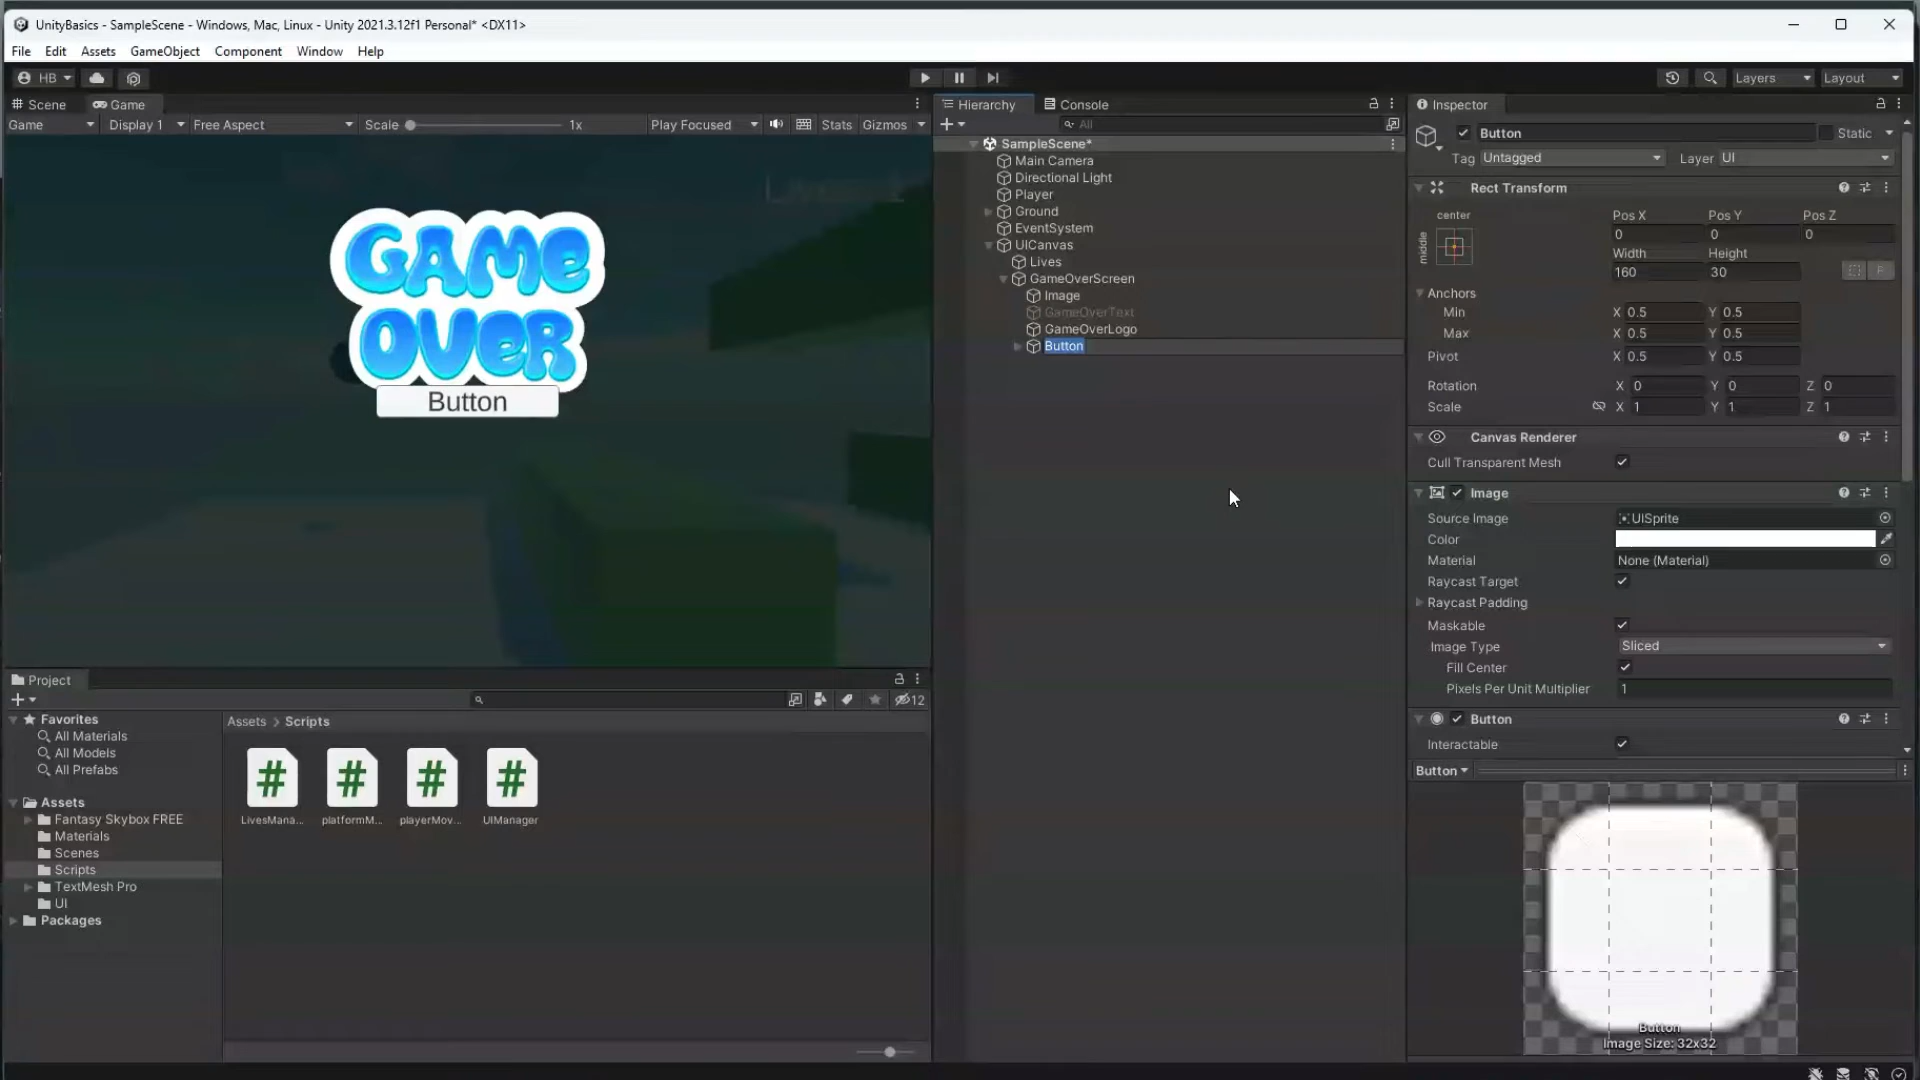 UnityBasics - SampleScene - Windows, Mac, Linux - Unity 2021.3.12f1 Personal* <DX11>
File Edit Assets GameObject Component Window Help
HB Layers Layout
Scene Game
Game Display 1 Free Aspect Scale 1x Play Focused Stats Gizmos
GAME
OVER
Button
Hierarchy Console
All
SampleScene*
Main Camera
Directional Light
Player
Ground
EventSystem
UICanvas
Lives
GameOverScreen
Image
GameOverText
GameOverLogo
Button
Inspector
Button Static
Tag Untagged Layer UI
Rect Transform
center
middle
Pos X Pos Y Pos Z
0 0 0
Width Height
160 30 R
Anchors
Min X 0.5 Y 0.5
Max X 0.5 Y 0.5
Pivot X 0.5 Y 0.5
Rotation X 0 Y 0 Z 0
Scale X 1 Y 1 Z 1
Canvas Renderer
Cull Transparent Mesh
Image
Source Image UISprite
Color
Material None (Material)
Raycast Target
Raycast Padding
Maskable
Image Type Sliced
Fill Center
Pixels Per Unit Multiplier 1
Button
Interactable
Button
Button
Image Size: 32x32
Project
12
Favorites
All Materials
All Models
All Prefabs
Assets
Fantasy Skybox FREE
Materials
Scenes
Scripts
TextMesh Pro
UI
Packages
Assets > Scripts
LivesMana... platformM... playerMov... UIManager